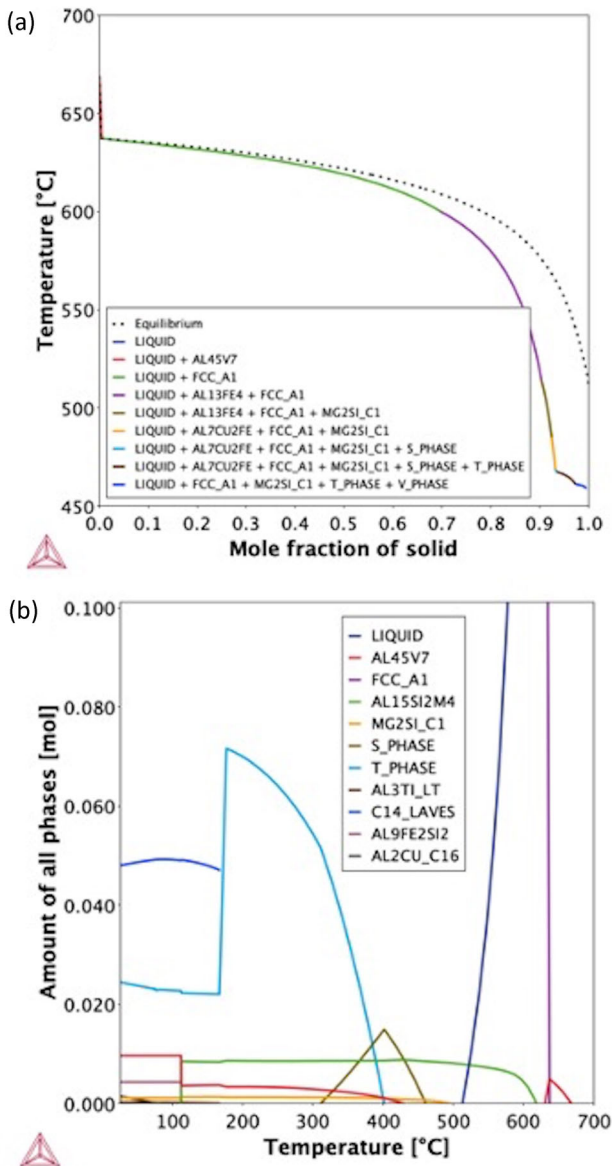 (a)
700
650
600
550
500
450
Temperature [°C]
Equilibrium
LIQUID
LIQUID + AL45V7
LIQUID + FCC_A1
LIQUID + AL13FE4 + FCC_A1
LIQUID + AL13FE4 + FCC_A1 + MG2SI_C1
LIQUID + AL7CU2FE + FCC_A1 + MG2SI_C1
LIQUID + AL7CU2FE + FCC_A1 + MG2SI_C1 + S_PHASE
LIQUID + AL7CU2FE + FCC_A1 + MG2SI_C1 + S_PHASE + T_PHASE
LIQUID + FCC_A1 + MG2SI_C1 + T_PHASE + V_PHASE
0.0 0.1 0.2 0.3 0.4 0.5 0.6 0.7 0.8 0.9 1.0
Mole fraction of solid
(b)
0.100
0.080
0.060
0.040
0.020
0.000
Amount of all phases [mol]
LIQUID
AL45V7
FCC_A1
AL15SI2M4
MG2SI_C1
S_PHASE
T_PHASE
AL3TI_LT
C14_LAVES
AL9FE2SI2
AL2CU_C16
100 200 300 400 500 600 700
Temperature [°C]